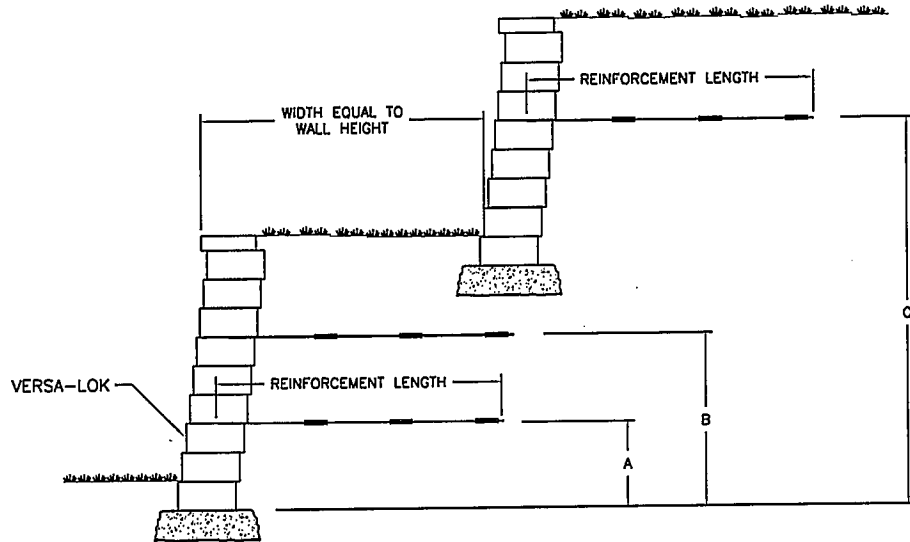 REINFORCEMENT LENGTH
WIDTH EQUAL TO
WALL HEIGHT
C
VERSA-LOK
REINFORCEMENT LENGTH
B
A